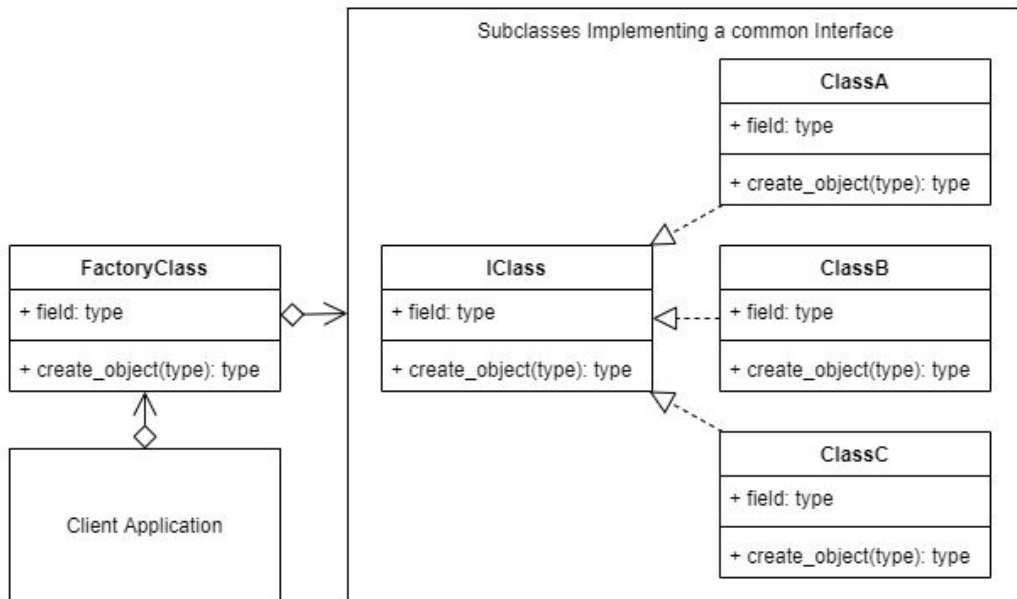 Subclasses Implementing a common Interface
ClassA
+ field: type
+ create_object(type): type
FactoryClass
+ field: type
+ create_object(type): type
IClass
+ field: type
+ create_object(type): type
ClassB
+ field: type
+ create_object(type): type
Client Application
ClassC
+ field: type
+ create_object(type): type